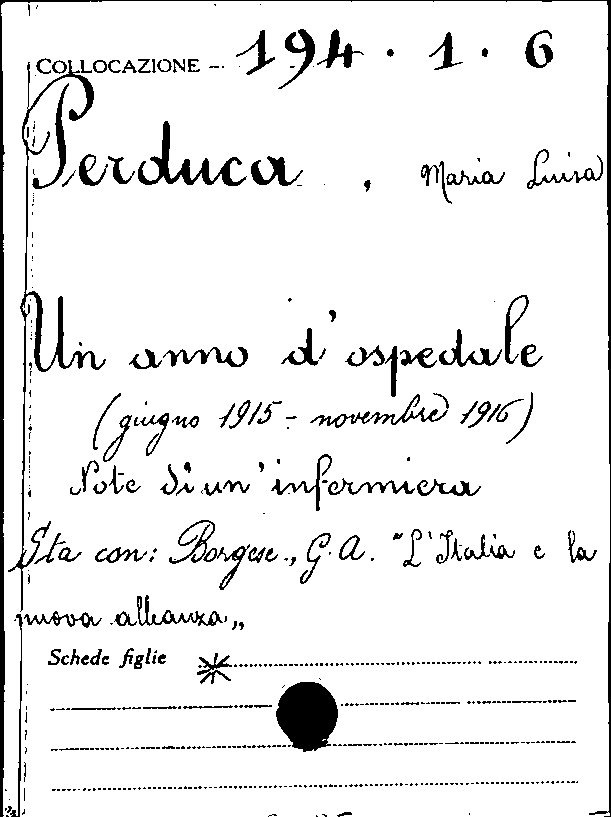 COLLOCAZIONE - 194 · 1 · 6
Perduca, Maria Luisa
Un anno d'ospedale
(giugno 1915 - novembre 1916)
Note di un'infermiera
Sta con: Borgese., G.A. "L'Italia e la
nuova alleanza"
Schede figlie